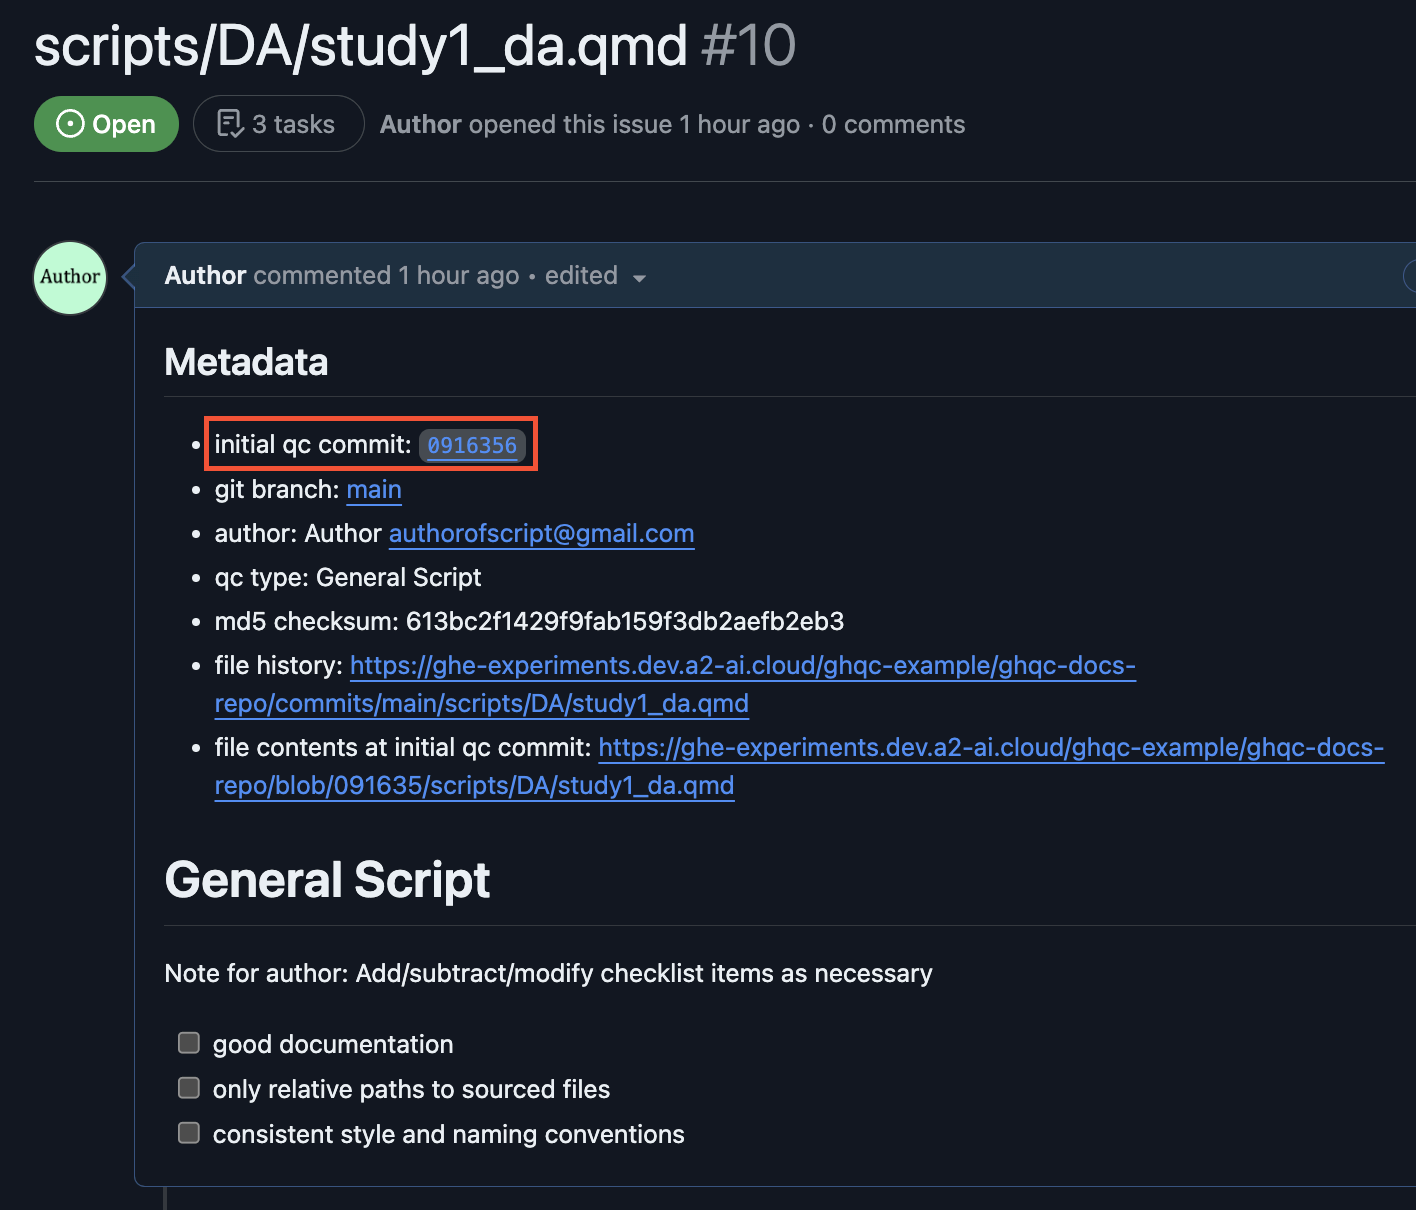 scripts/DA/study1_da.qmd #10
Open 3 tasks Author opened this issue 1 hour ago · 0 comments
Author
Author commented 1 hour ago • edited
Metadata
• initial qc commit: 0916356
• git branch: main
• author: Author authorofscript@gmail.com
• qc type: General Script
• md5 checksum: 613bc2f1429f9fab159f3db2aefb2eb3
• file history: https://ghe-experiments.dev.a2-ai.cloud/ghqc-example/ghqc-docs-
repo/commits/main/scripts/DA/study1_da.qmd
• file contents at initial qc commit: https://ghe-experiments.dev.a2-ai.cloud/ghqc-example/ghqc-docs-
repo/blob/091635/scripts/DA/study1_da.qmd
General Script
Note for author: Add/subtract/modify checklist items as necessary
good documentation
only relative paths to sourced files
consistent style and naming conventions